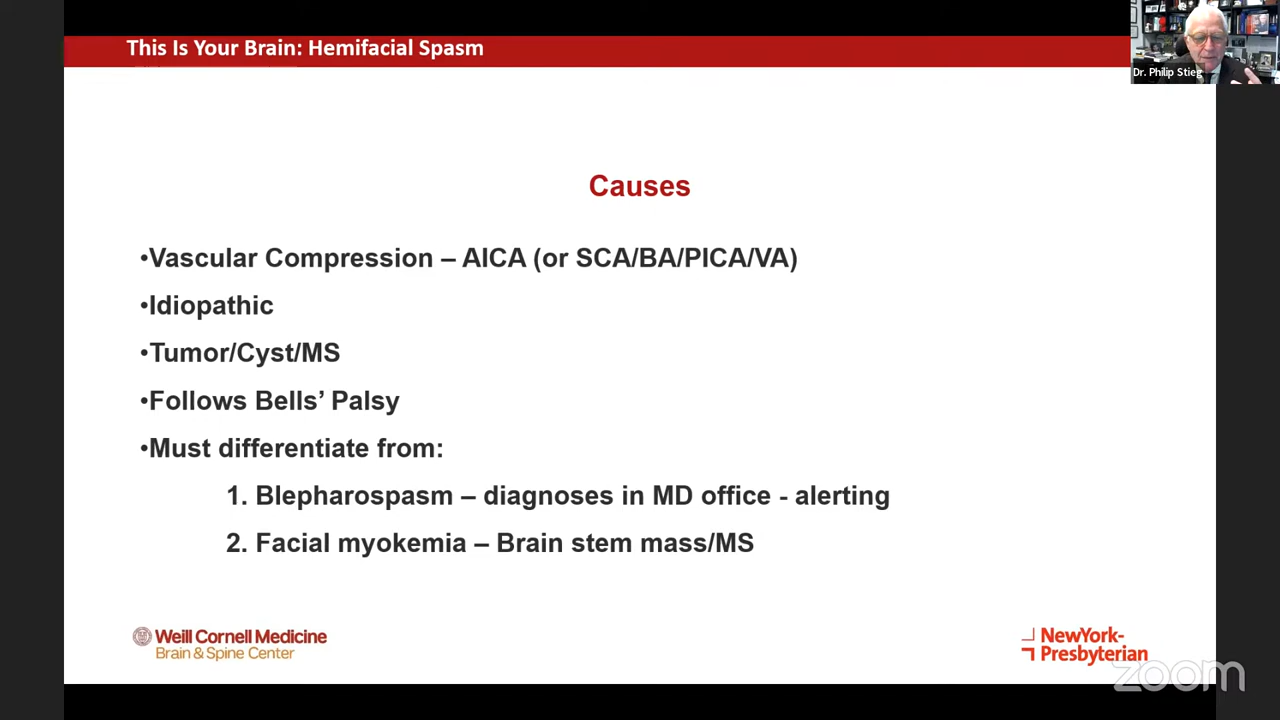 This Is Your Brain: Hemifacial Spasm
Dr. Philip Stieg
Causes
•Vascular Compression – AICA (or SCA/BA/PICA/VA)
•Idiopathic
•Tumor/Cyst/MS
•Follows Bells’ Palsy
•Must differentiate from:
1. Blepharospasm – diagnoses in MD office - alerting
2. Facial myokemia – Brain stem mass/MS
Weill Cornell Medicine
Brain & Spine Center
NewYork-
Presbyterian
zoom